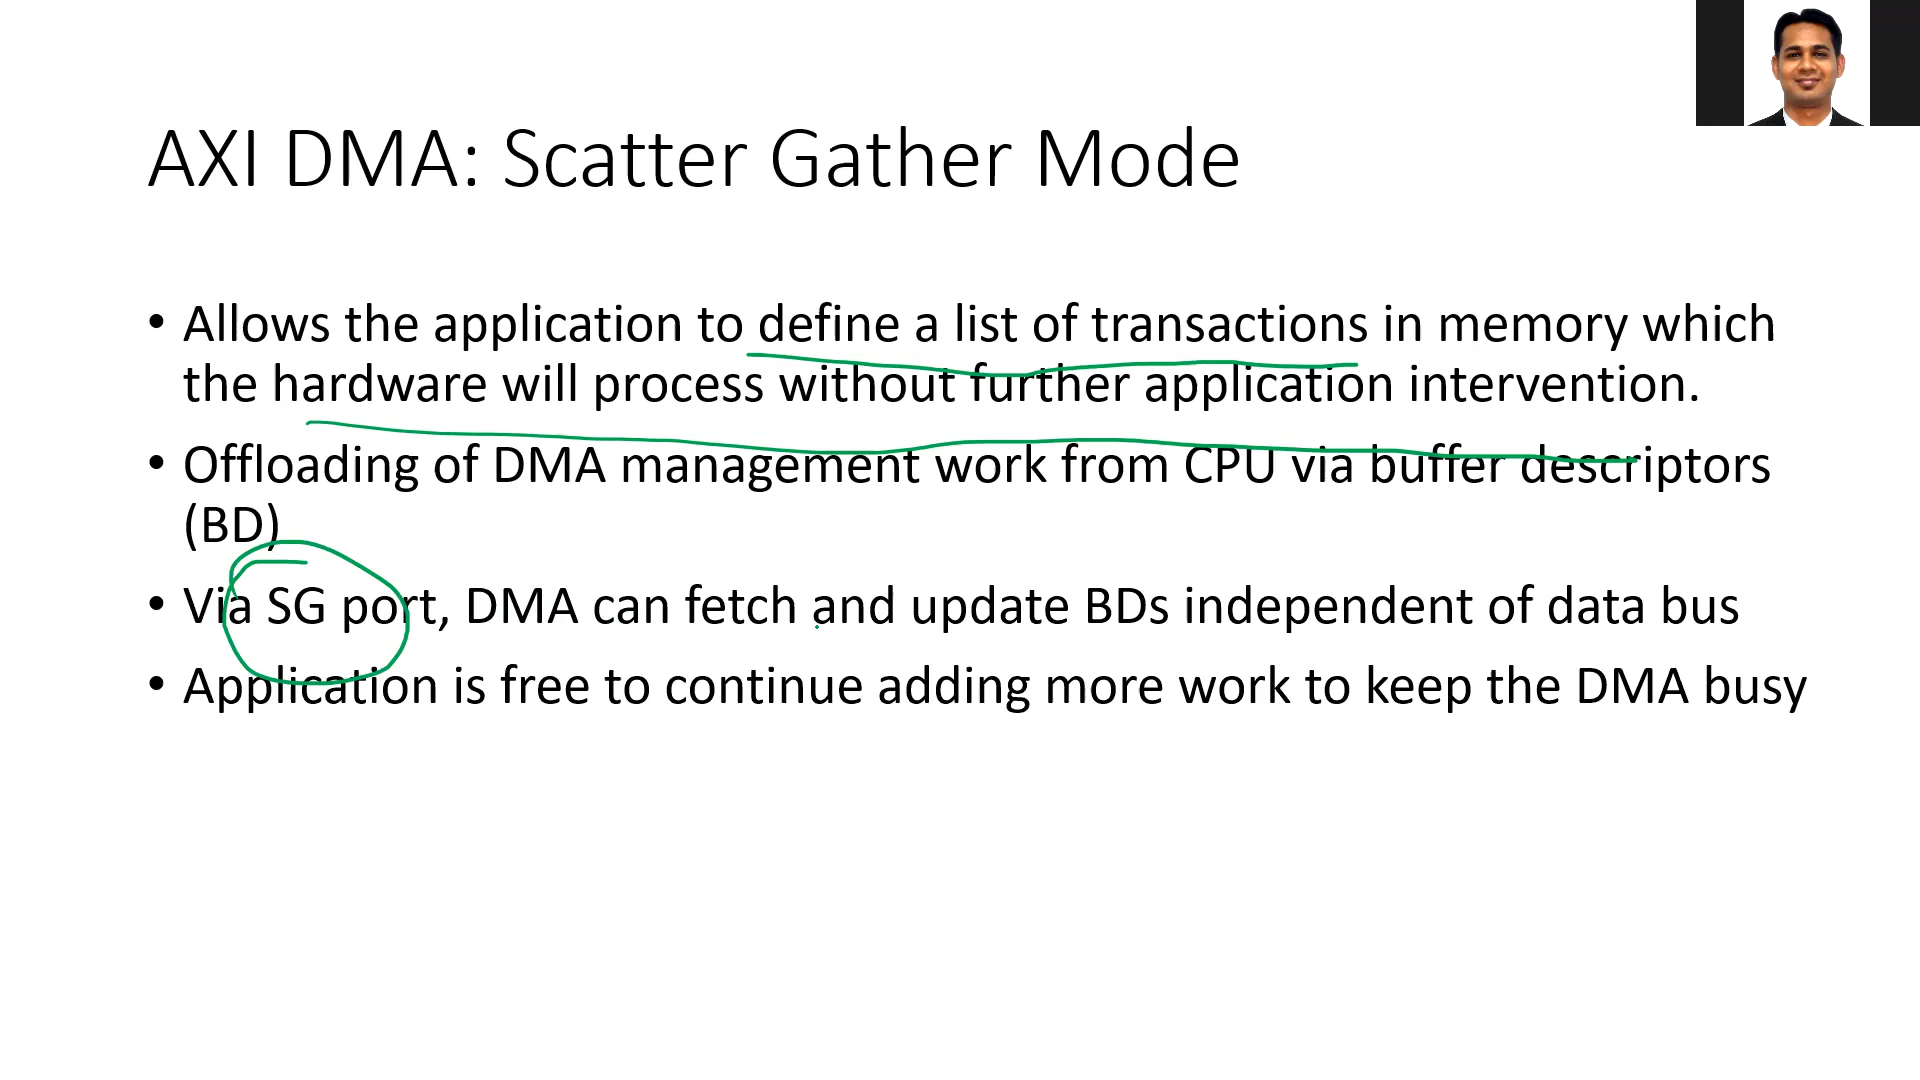 AXI DMA: Scatter Gather Mode
• Allows the application to define a list of transactions in memory which
the hardware will process without further application intervention.
• Offloading of DMA management work from CPU via buffer descriptors
(BD)
• Via SG port, DMA can fetch and update BDs independent of data bus
• Application is free to continue adding more work to keep the DMA busy